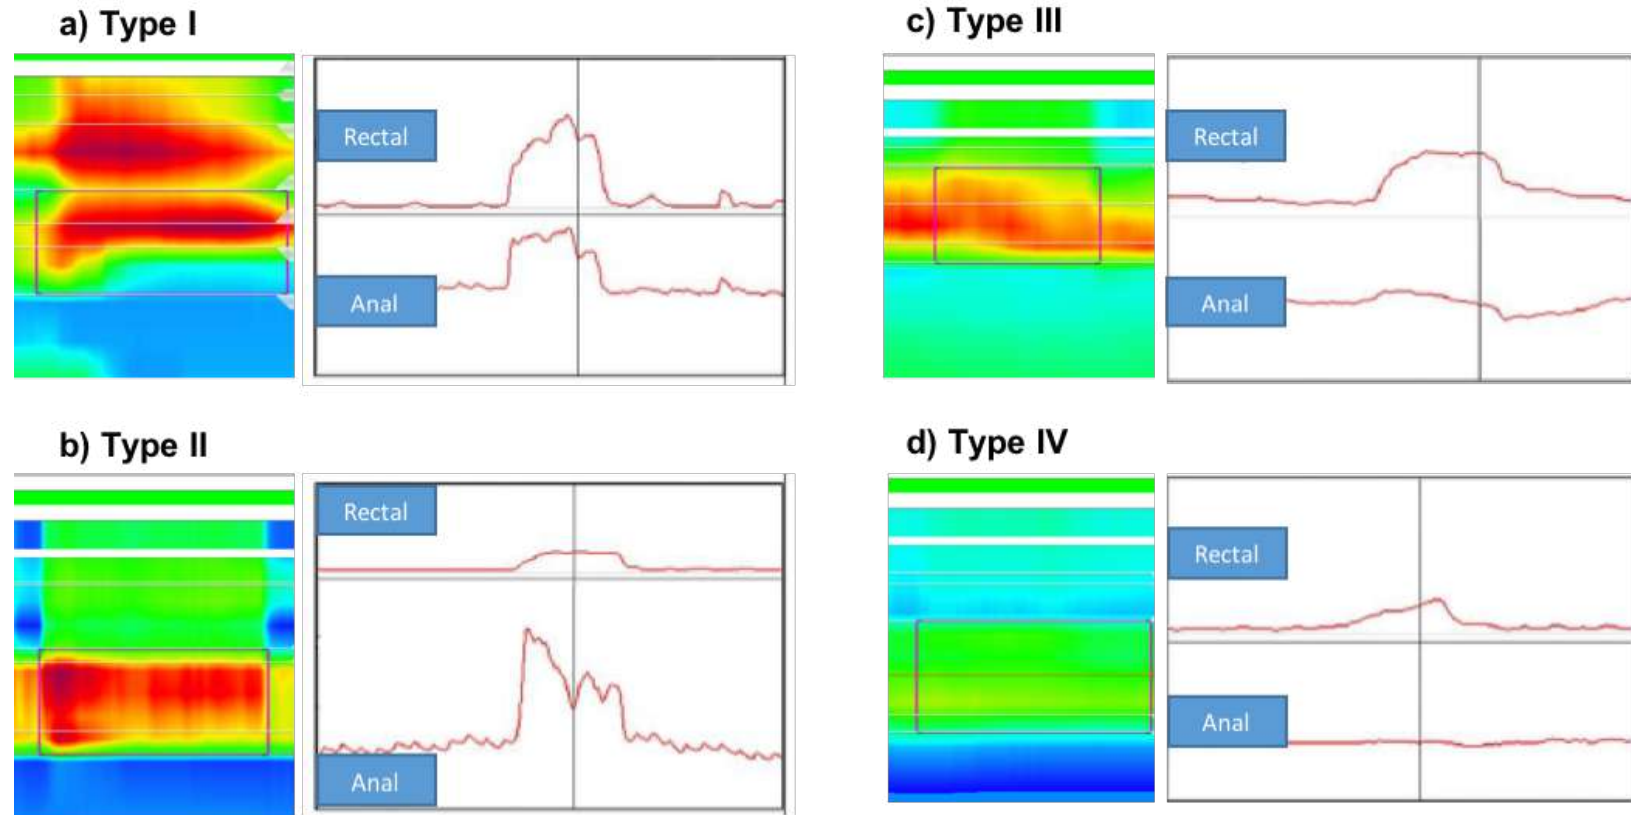 a) Type I
Rectal
Anal
b) Type II
Rectal
Anal
c) Type III
Rectal
Anal
d) Type IV
Rectal
Anal